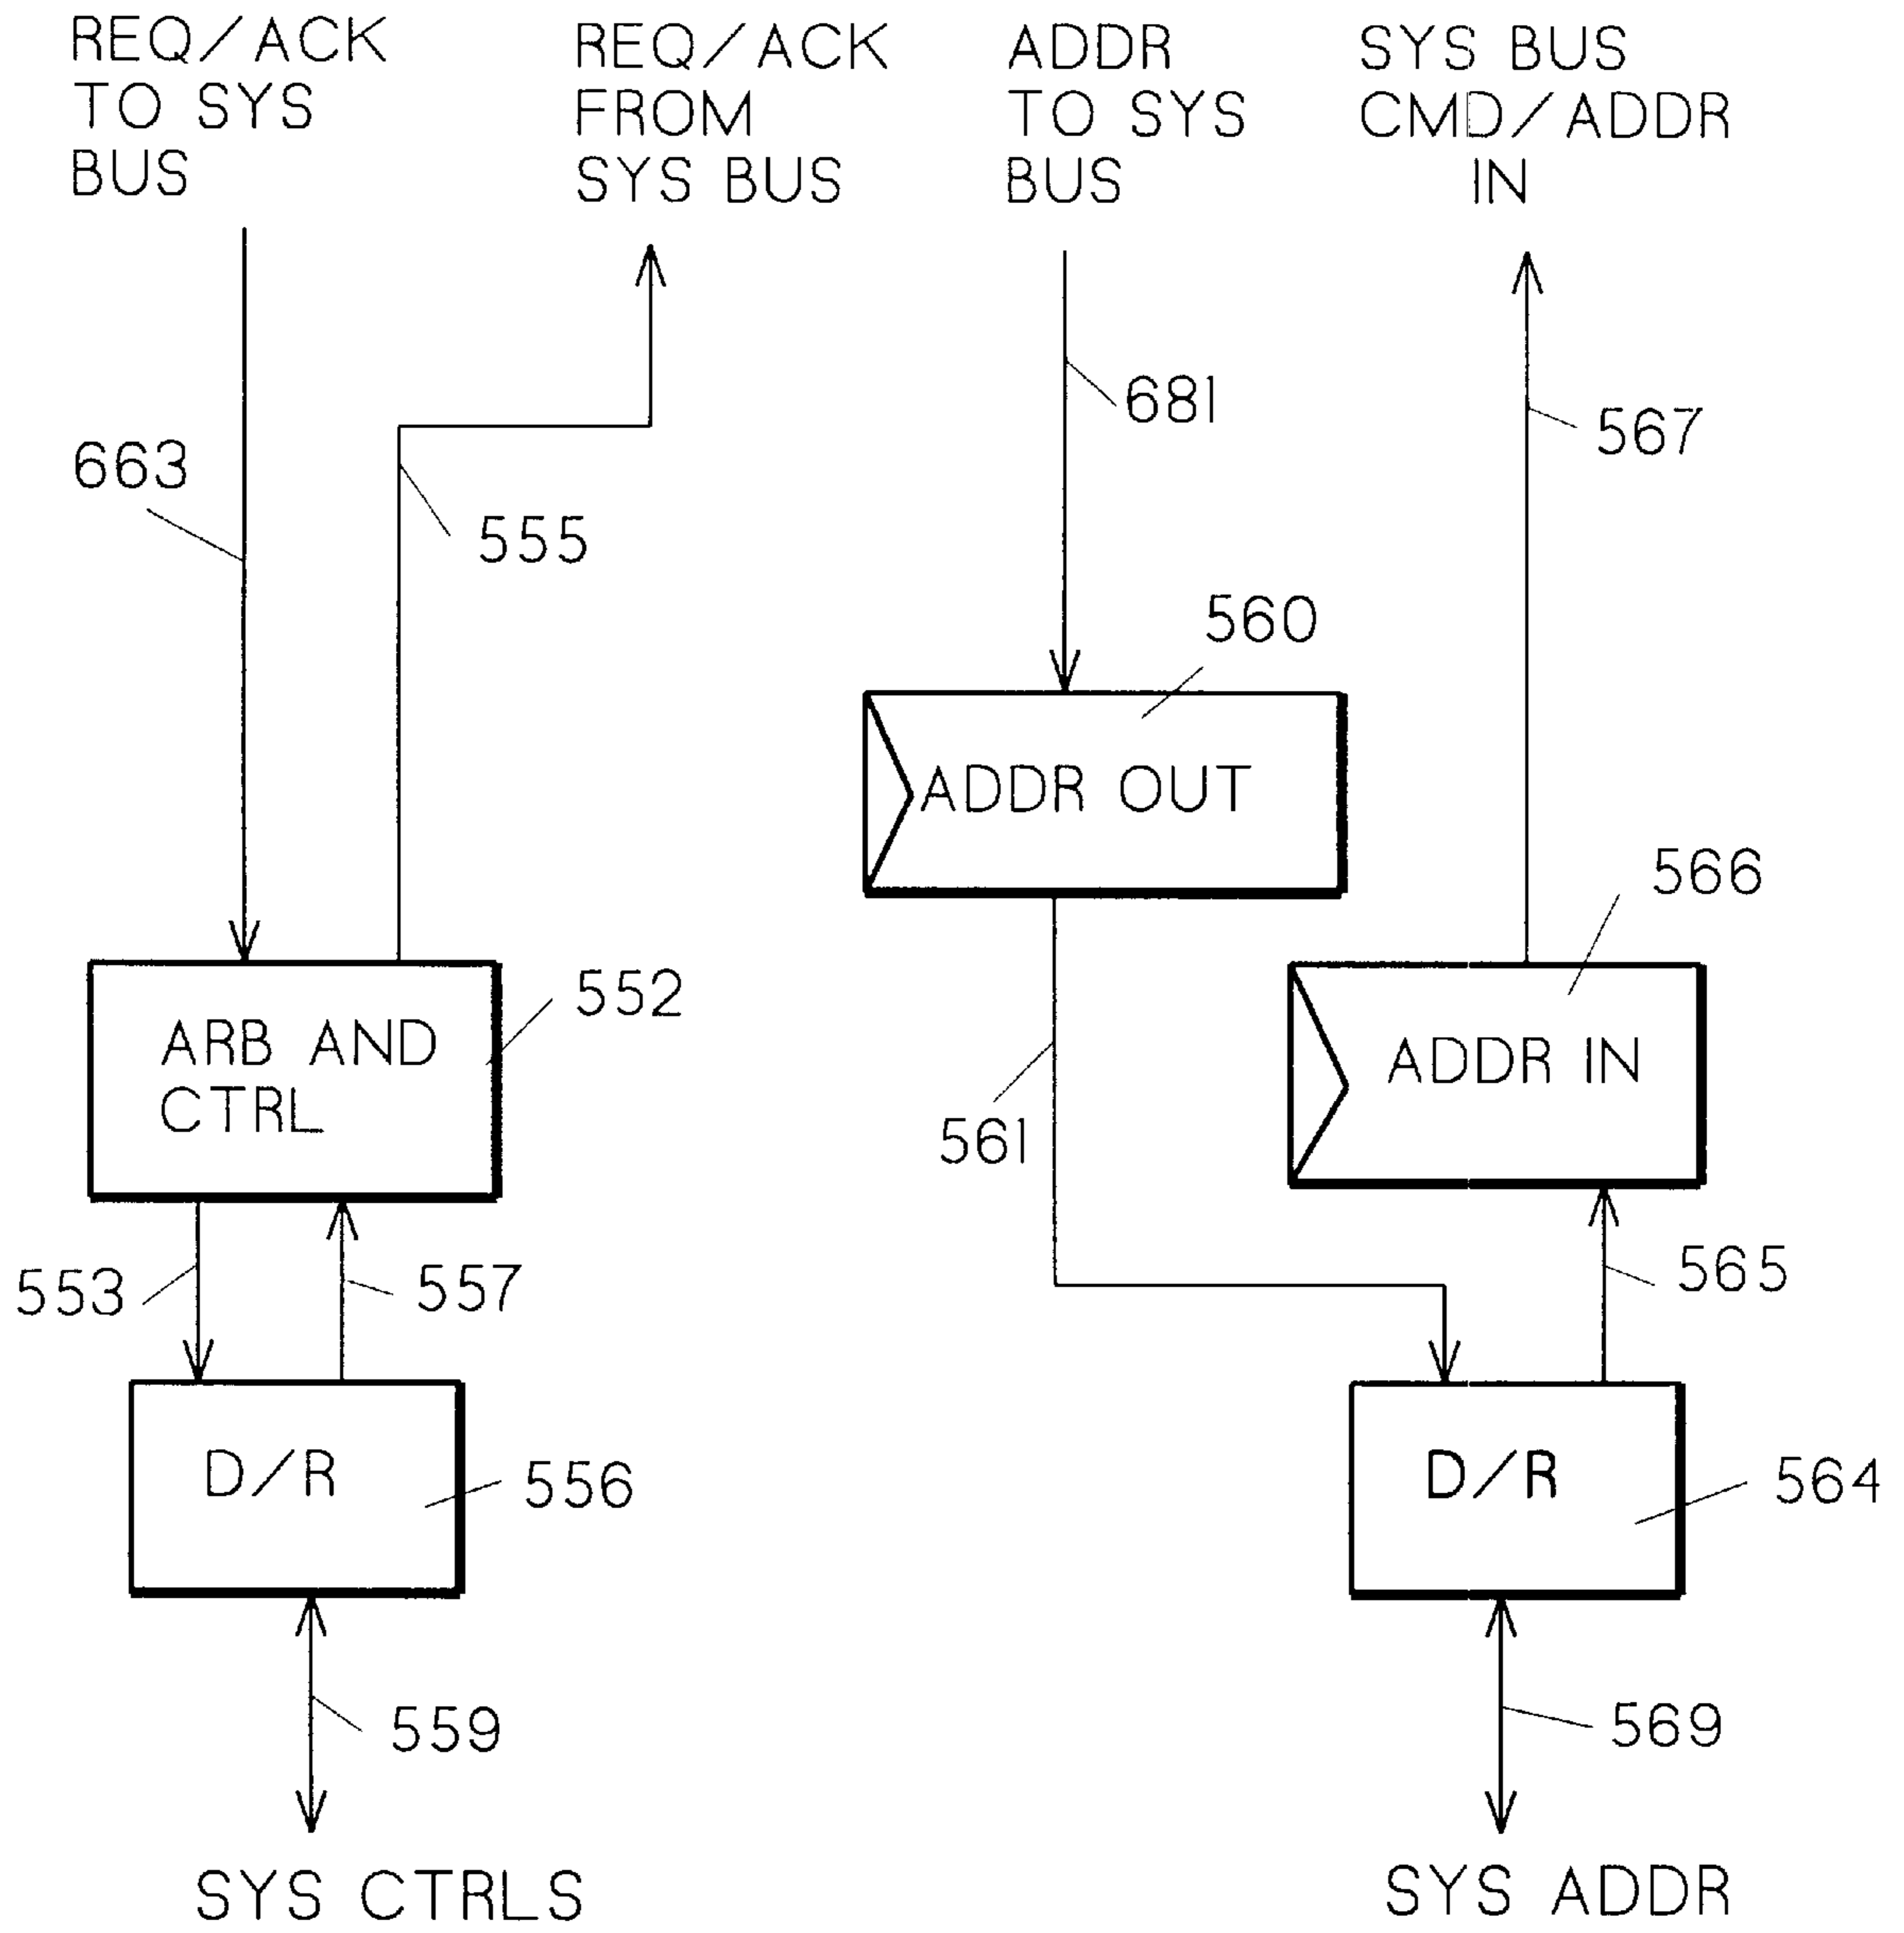 REQ/ACK
TO SYS
BUS
REQ/ACK
FROM
SYS BUS
ADDR
TO SYS
BUS
SYS BUS
CMD/ADDR
IN
663
555
681
567
560
ADDR OUT
566
552
ARB AND
CTRL
ADDR IN
561
553
557
565
D/R
556
D/R
564
559
569
SYS CTRLS
SYS ADDR